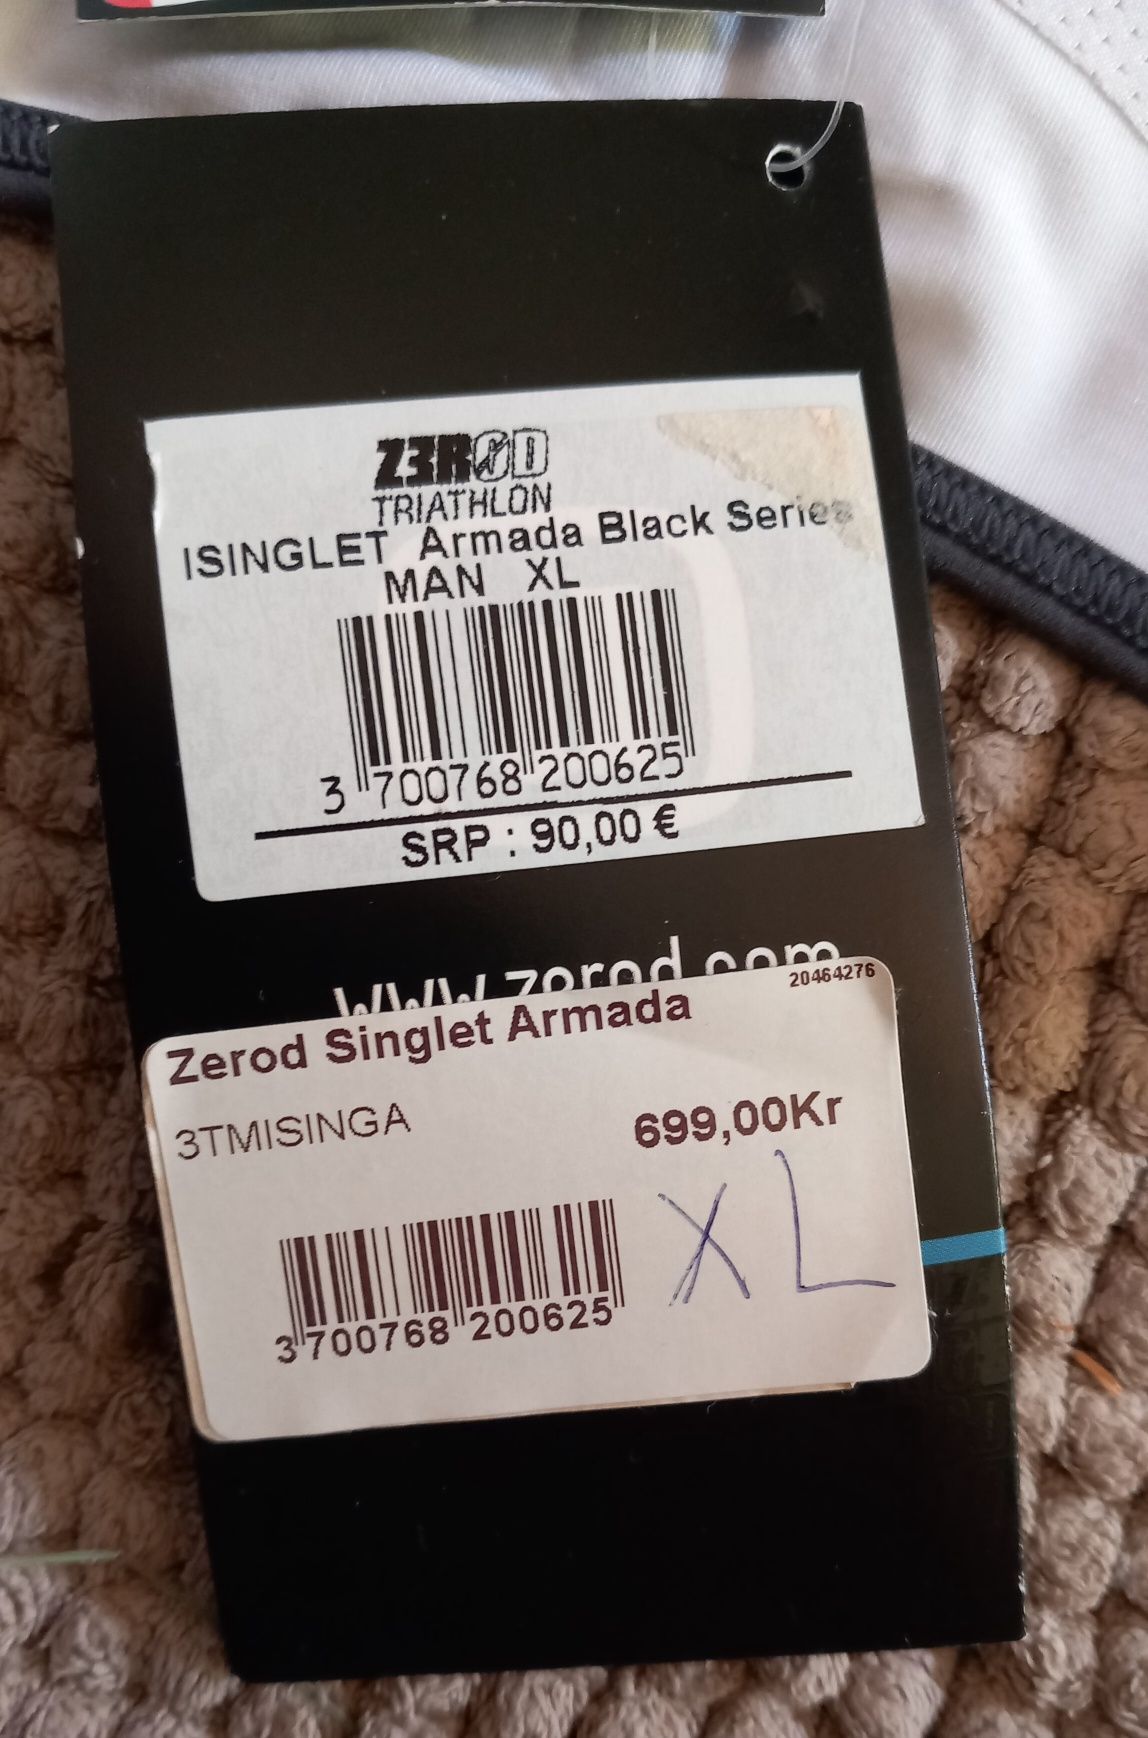 Z3ROD
TRIATHLON
ISINGLET Armada Black Series
MAN XL
3 700768 200625
SRP : 90,00 €
www.zerod.com
20464276
Zerod Singlet Armada
3TMISINGA
699,00Kr
XL
3 700768 200625